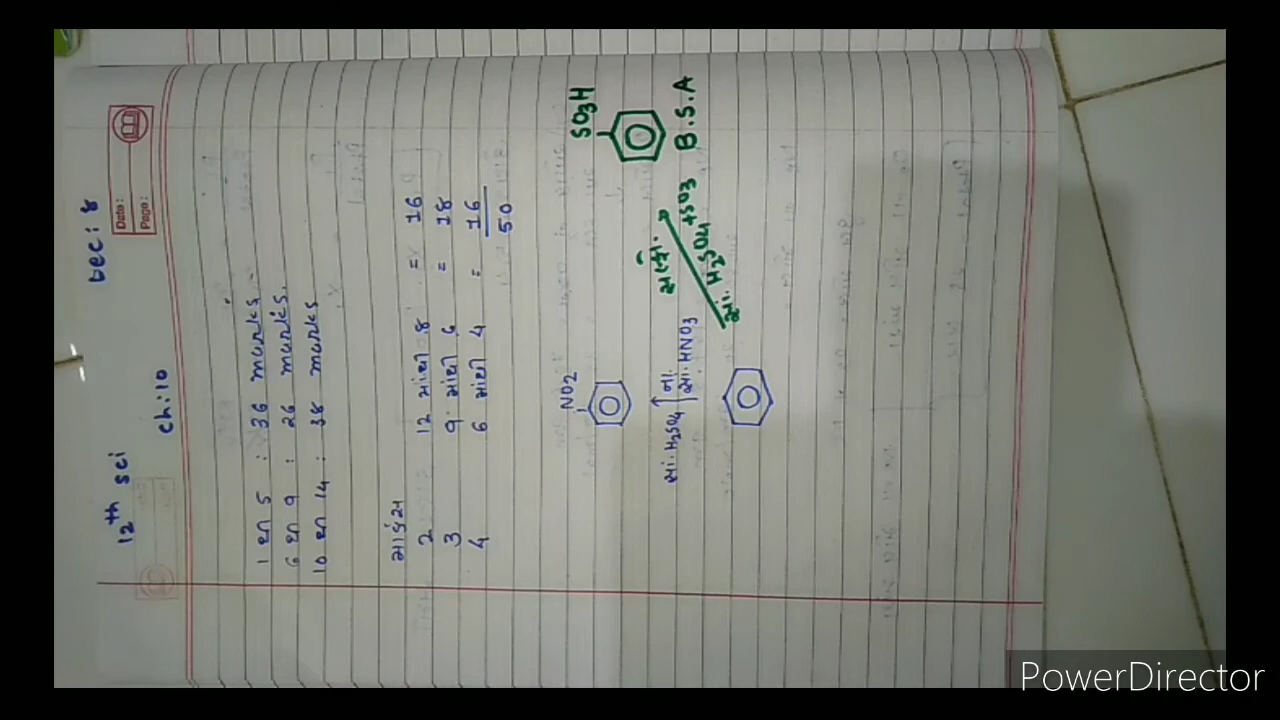 12th sci
ch:10
Lec: 8
Date:
Page:
1 થી 5 : 36 marks
6 થી 9 : 26 marks.
10 થી 14 : 38 marks
માર્ક્સ
2 12 માંથી 8 = 16
3 9 માંથી 6 = 18
4 6 માંથી 4 = 16
50
NO2
SO3H
સાં. H2SO4
સાં. HNO3
સાં. H2SO4 + SO3
B.S.A
PowerDirector